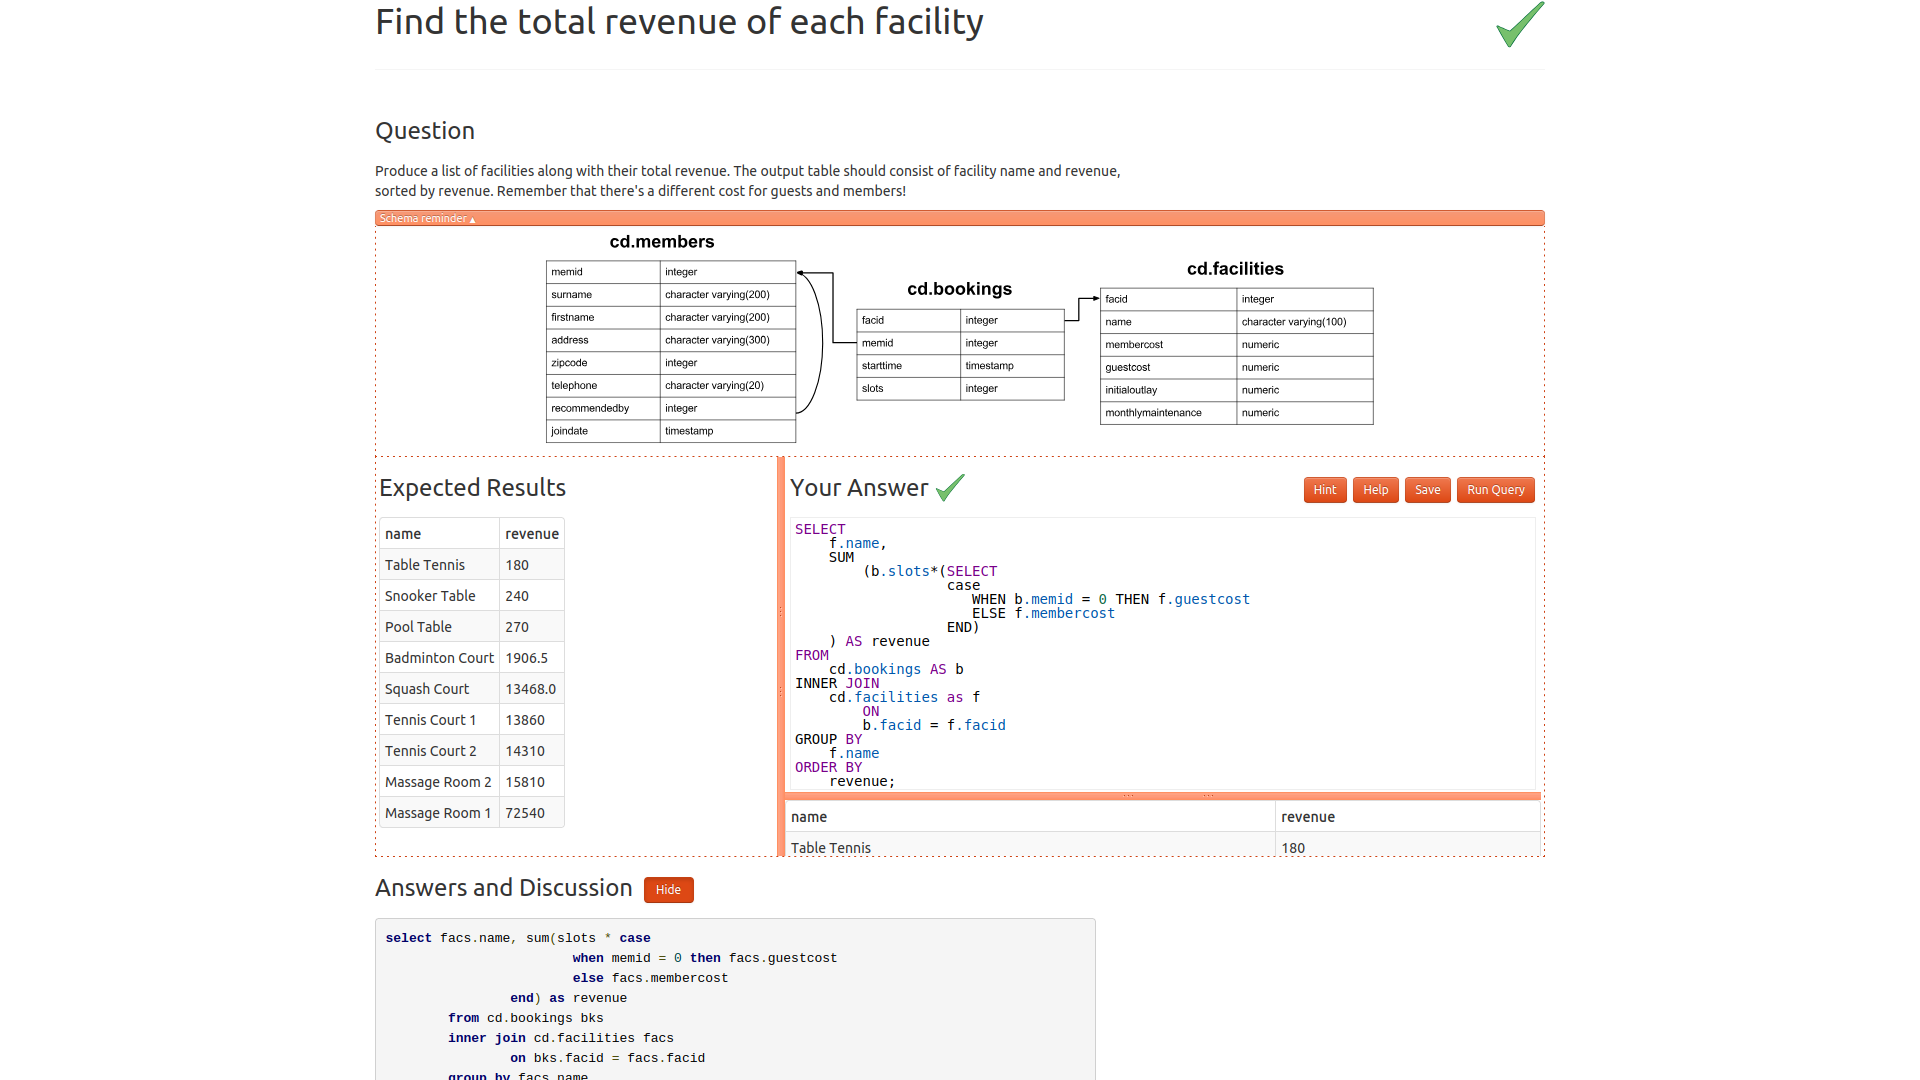 Find the total revenue of each facility
Question
Produce a list of facilities along with their total revenue. The output table should consist of facility name and revenue,
sorted by revenue. Remember that there's a different cost for guests and members!
Schema reminder ▴
cd.members
memid integer
surname character varying(200)
firstname character varying(200)
address character varying(300)
zipcode integer
telephone character varying(20)
recommendedby integer
joindate timestamp
cd.bookings
facid integer
memid integer
starttime timestamp
slots integer
cd.facilities
facid integer
name character varying(100)
membercost numeric
guestcost numeric
initialoutlay numeric
monthlymaintenance numeric
Expected Results
name revenue
Table Tennis 180
Snooker Table 240
Pool Table 270
Badminton Court 1906.5
Squash Court 13468.0
Tennis Court 1 13860
Tennis Court 2 14310
Massage Room 2 15810
Massage Room 1 72540
Your Answer
Hint Help Save Run Query
SELECT
    f.name,
    SUM
        (b.slots*(SELECT
                  case
                     WHEN b.memid = 0 THEN f.guestcost
                     ELSE f.membercost
                  END)
    ) AS revenue
FROM
    cd.bookings AS b
INNER JOIN
    cd.facilities as f
        ON
        b.facid = f.facid
GROUP BY
    f.name
ORDER BY
    revenue;
name revenue
Table Tennis 180
Answers and Discussion Hide
select facs.name, sum(slots * case
                        when memid = 0 then facs.guestcost
                        else facs.membercost
                end) as revenue
        from cd.bookings bks
        inner join cd.facilities facs
                on bks.facid = facs.facid
        group by facs.name